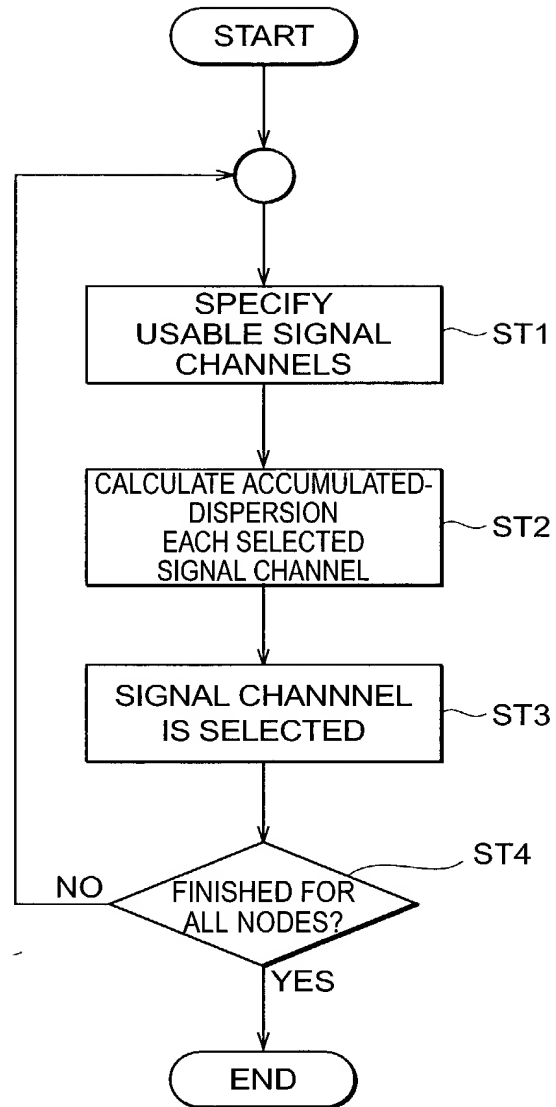 START
SPECIFY
USABLE SIGNAL
CHANNELS
ST1
CALCULATE ACCUMULATED-
DISPERSION
EACH SELECTED
SIGNAL CHANNEL
ST2
SIGNAL CHANNNEL
IS SELECTED
ST3
ST4
NO
FINISHED FOR
ALL NODES?
YES
END